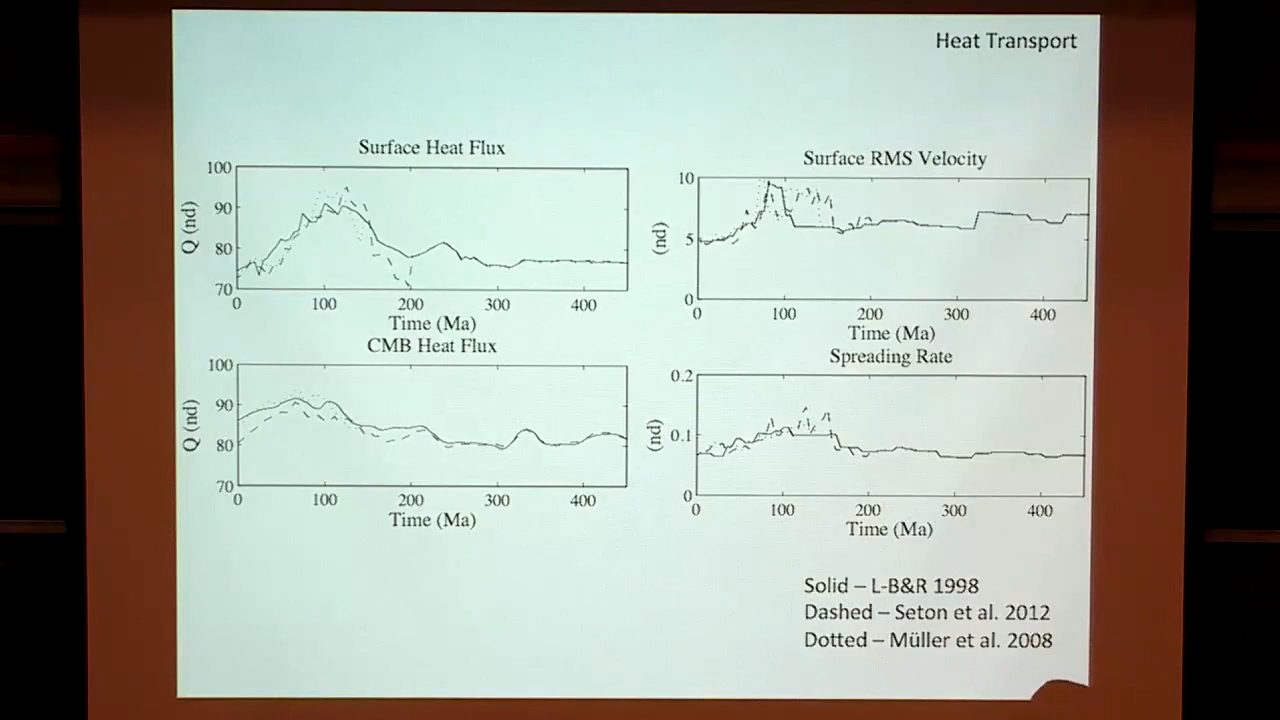 Heat Transport
Surface Heat Flux
100
90
80
70
Q (nd)
0 100 200 300 400
Time (Ma)
Surface RMS Velocity
10
5
0
(nd)
0 100 200 300 400
Time (Ma)
CMB Heat Flux
100
90
80
70
Q (nd)
0 100 200 300 400
Time (Ma)
Spreading Rate
0.2
0.1
0
(nd)
0 100 200 300 400
Time (Ma)
Solid – L-B&R 1998
Dashed – Seton et al. 2012
Dotted – Müller et al. 2008